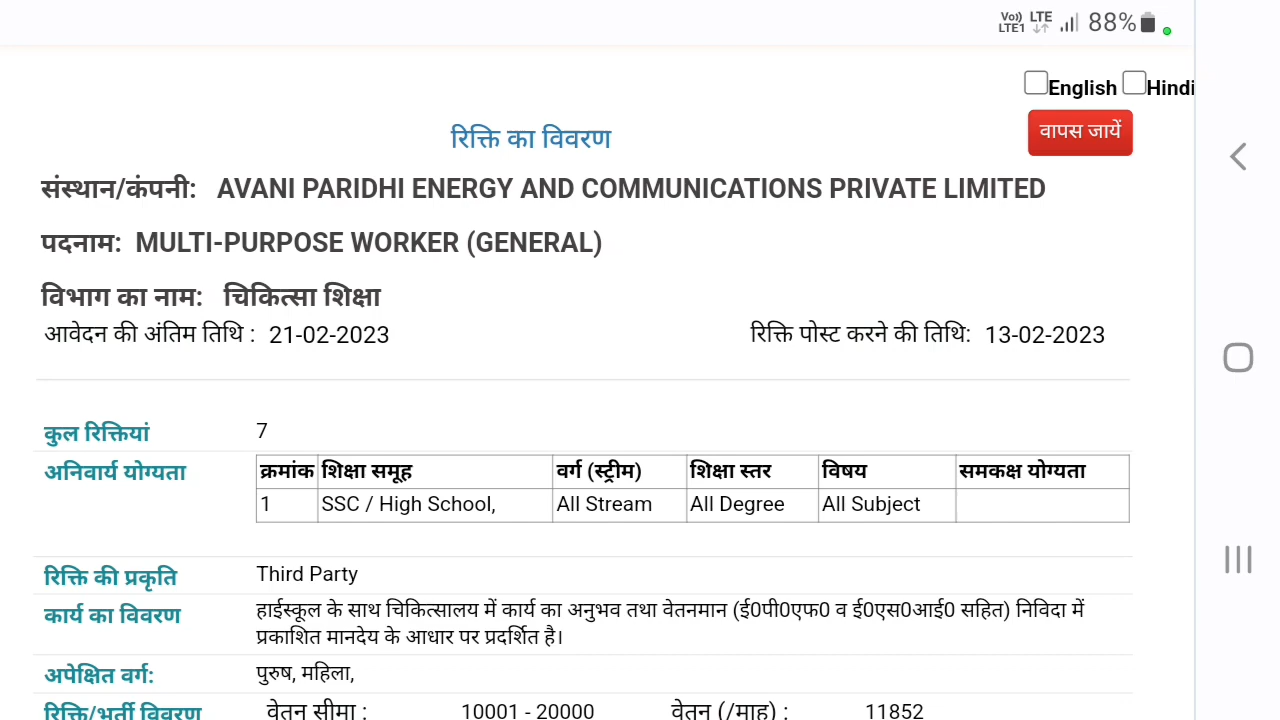 Vo)) LTE
LTE1 88%
English Hindi
वापस जायें
रिक्ति का विवरण
संस्थान/कंपनी: AVANI PARIDHI ENERGY AND COMMUNICATIONS PRIVATE LIMITED
पदनाम: MULTI-PURPOSE WORKER (GENERAL)
विभाग का नाम: चिकित्सा शिक्षा
आवेदन की अंतिम तिथि : 21-02-2023 रिक्ति पोस्ट करने की तिथि: 13-02-2023
कुल रिक्तियां 7
अनिवार्य योग्यता क्रमांक शिक्षा समूह वर्ग (स्ट्रीम) शिक्षा स्तर विषय समकक्ष योग्यता
1 SSC / High School, All Stream All Degree All Subject
रिक्ति की प्रकृति Third Party
कार्य का विवरण हाईस्कूल के साथ चिकित्सालय में कार्य का अनुभव तथा वेतनमान (ई0पी0एफ0 व ई0एस0आई0 सहित) निविदा में
प्रकाशित मानदेय के आधार पर प्रदर्शित है।
अपेक्षित वर्ग: पुरुष, महिला,
रिक्ति/भर्ती विवरण वेतन सीमा : 10001 - 20000 वेतन (/माह) : 11852